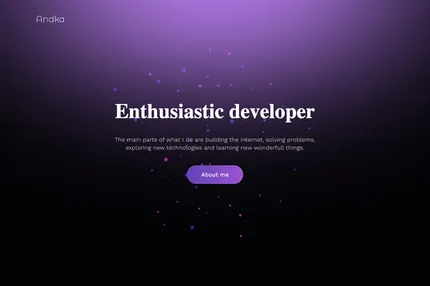 Andka
Enthusiastic developer
The main parts of what I do are building the internet, solving problems,
exploring new technologies and learning new wonderfull things.
About me